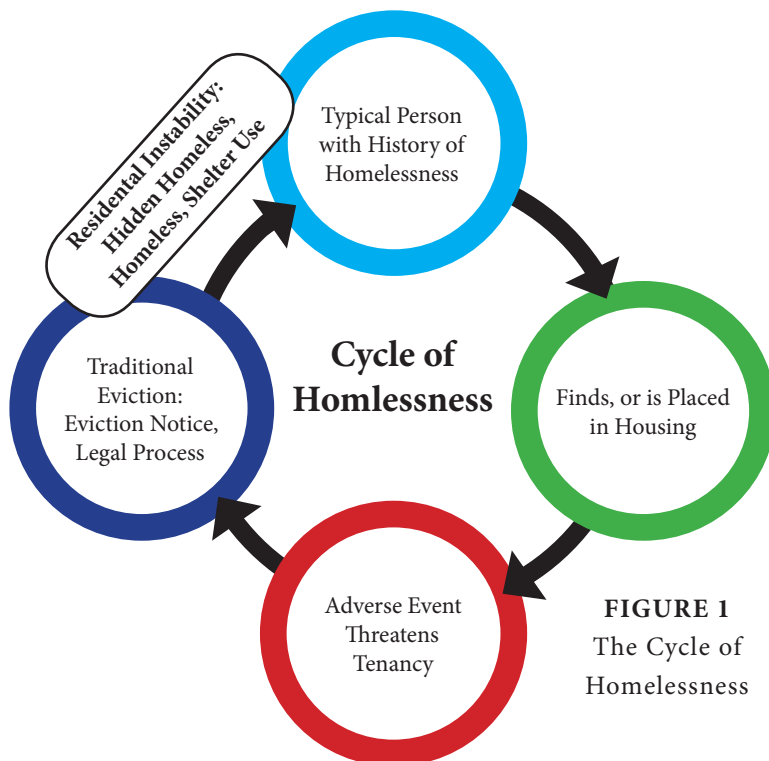 Residental Instability:
Hidden Homeless,
Homeless, Shelter Use
Typical Person
with History of
Homelessness
Cycle of
Homlessness
Traditional
Eviction:
Eviction Notice,
Legal Process
Finds, or is Placed
in Housing
Adverse Event
Threatens
Tenancy
FIGURE 1
The Cycle of
Homelessness